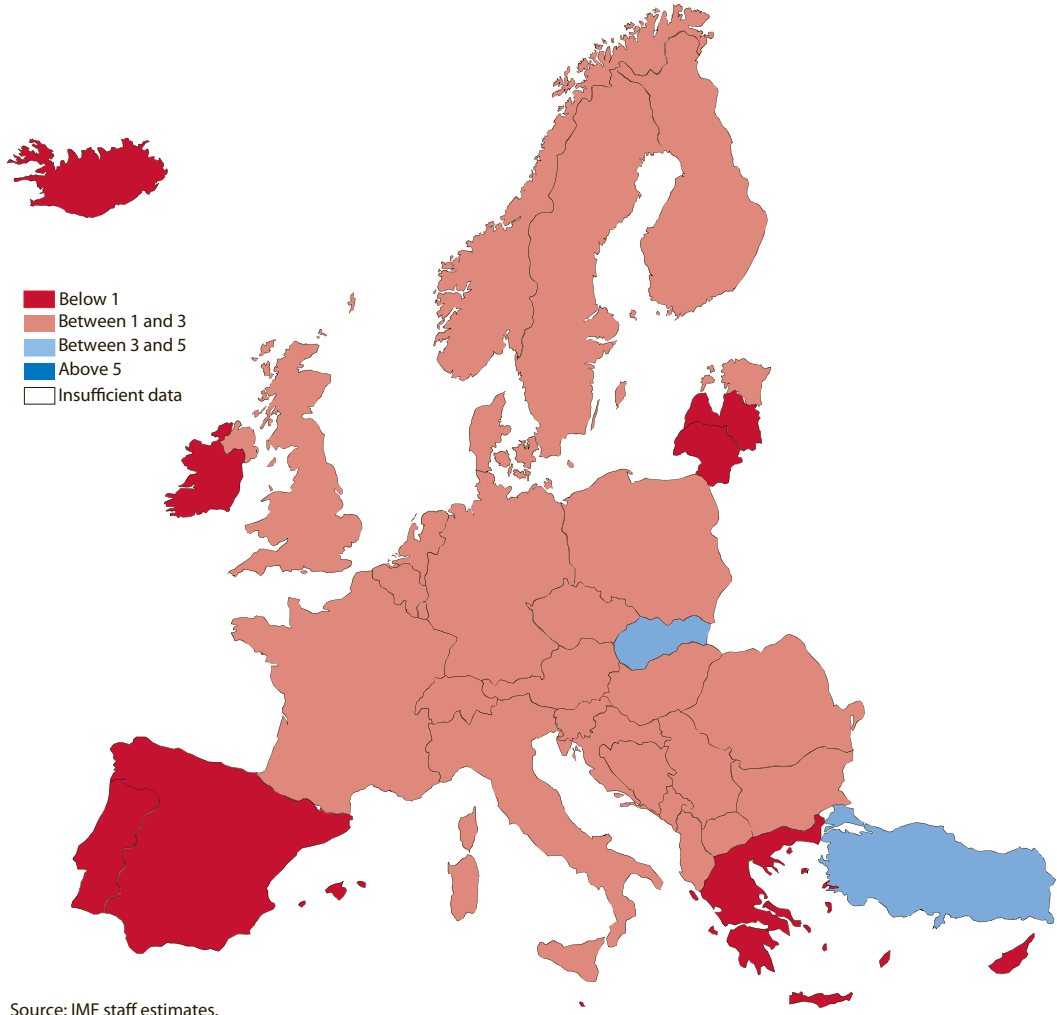 Below 1
Between 1 and 3
Between 3 and 5
Above 5
Insufficient data
Source: IMF staff estimates.